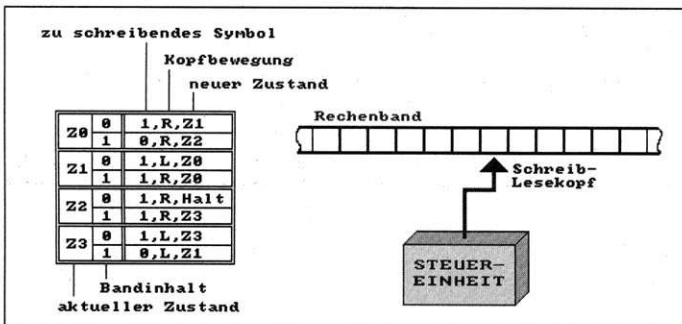 zu schreibendes Symbol
Kopfbewegung
neuer Zustand
Z0 0 1,R,Z1
1 0,R,Z2
Z1 0 1,L,Z0
1 1,R,Z0
Z2 0 1,R,Halt
1 1,R,Z3
Z3 0 1,L,Z3
1 0,L,Z1
Bandinhalt
aktueller Zustand
Rechenband
Schreib-
Lesekopf
STEUER-
EINHEIT